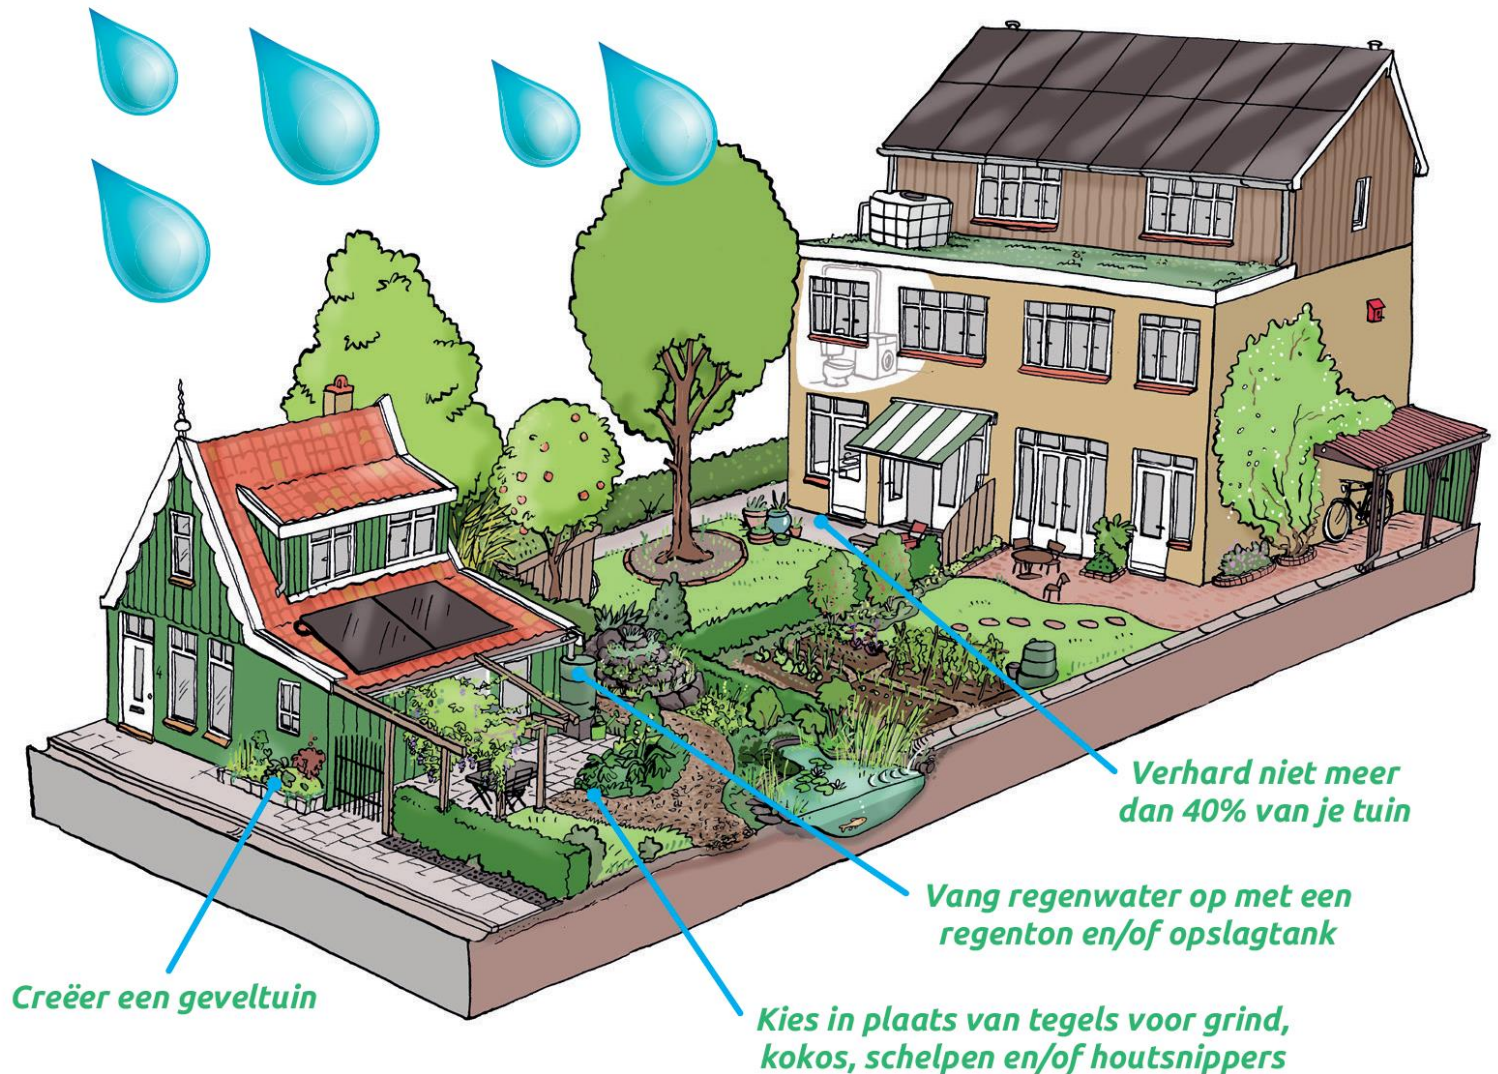 4
Verhard niet meer
dan 40% van je tuin
Vang regenwater op met een
regenton en/of opslagtank
Creëer een geveltuin
Kies in plaats van tegels voor grind,
kokos, schelpen en/of houtsnippers